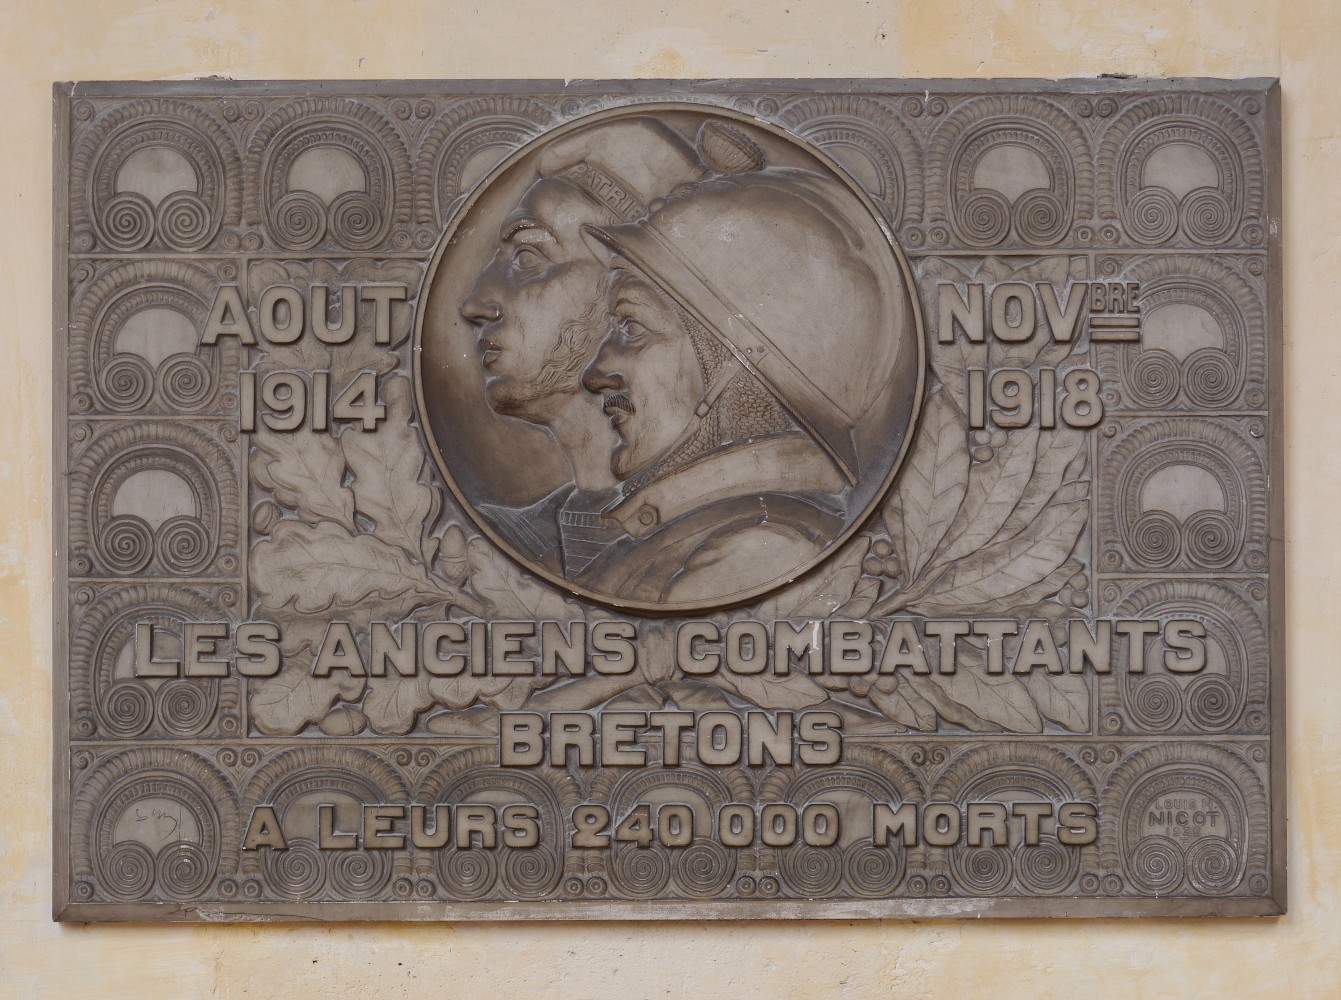 PATRIE
AOUT
1914
NOVBRE
1918
LES ANCIENS COMBATTANTS
BRETONS
A LEURS 240 000 MORTS
LOUIS H.
NICOT